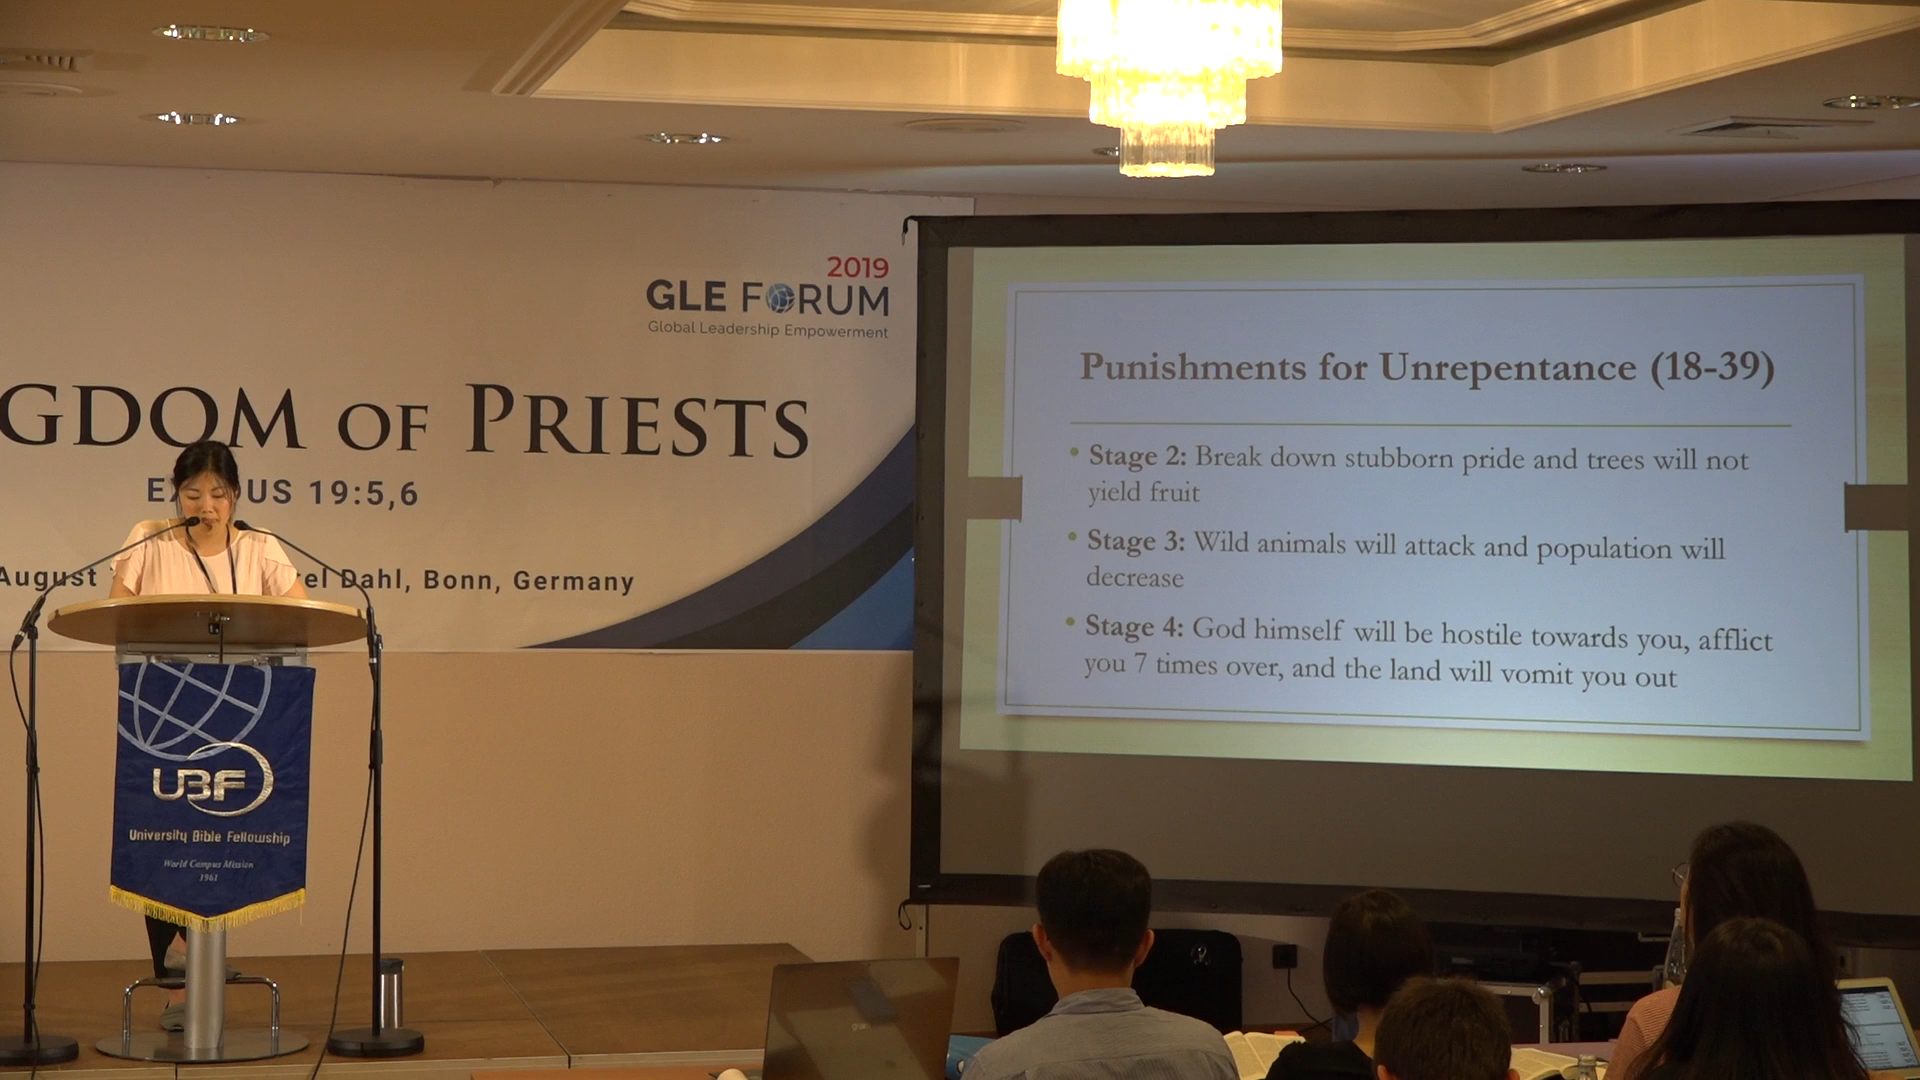 2019
GLE FORUM
Global Leadership Empowerment
GDOM OF PRIESTS
EX US 19:5,6
August
el Dahl, Bonn, Germany
UBF
University Bible Fellowship
World Campus Mission
1961
Punishments for Unrepentance (18-39)
• Stage 2: Break down stubborn pride and trees will not
yield fruit
• Stage 3: Wild animals will attack and population will
decrease
• Stage 4: God himself will be hostile towards you, afflict
you 7 times over, and the land will vomit you out